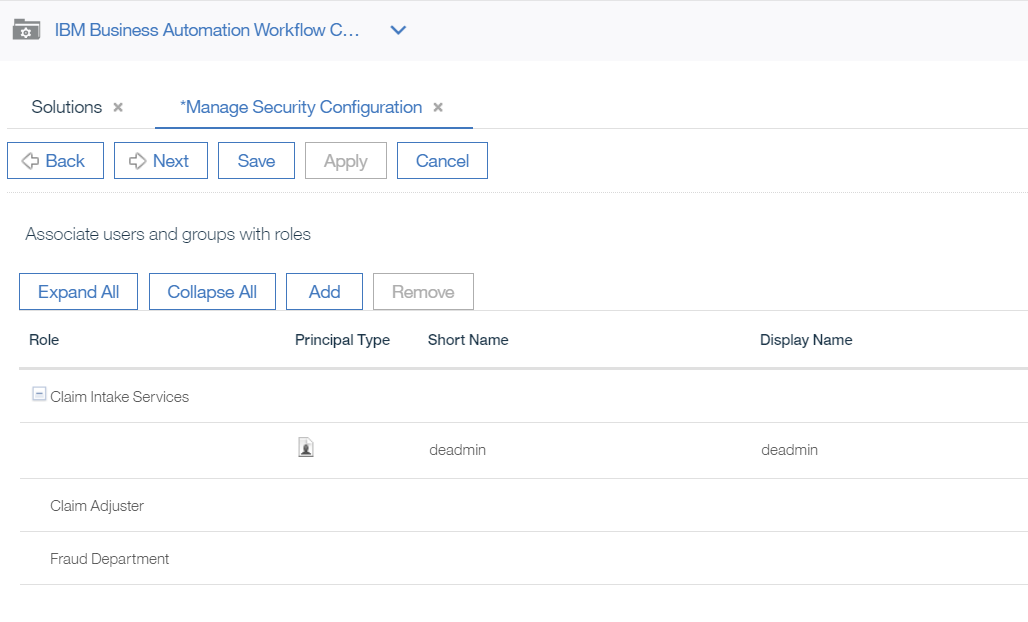 IBM Business Automation Workflow C...
Solutions × *Manage Security Configuration ×
Back Next Save Apply Cancel
Associate users and groups with roles
Expand All Collapse All Add Remove
Role Principal Type Short Name Display Name
Claim Intake Services
deadmin deadmin
Claim Adjuster
Fraud Department